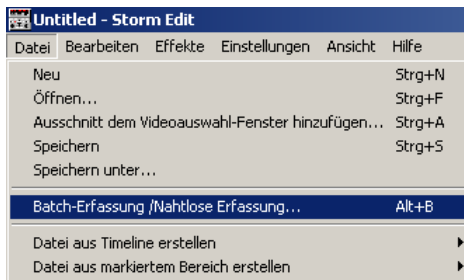 Untitled - Storm Edit
Datei Bearbeiten Effekte Einstellungen Ansicht Hilfe
Neu Strg+N
Öffnen... Strg+F
Ausschnitt dem Videoauswahl-Fenster hinzufügen... Strg+A
Speichern Strg+S
Speichern unter...
Batch-Erfassung /Nahtlose Erfassung... Alt+B
Datei aus Timeline erstellen
Datei aus markiertem Bereich erstellen